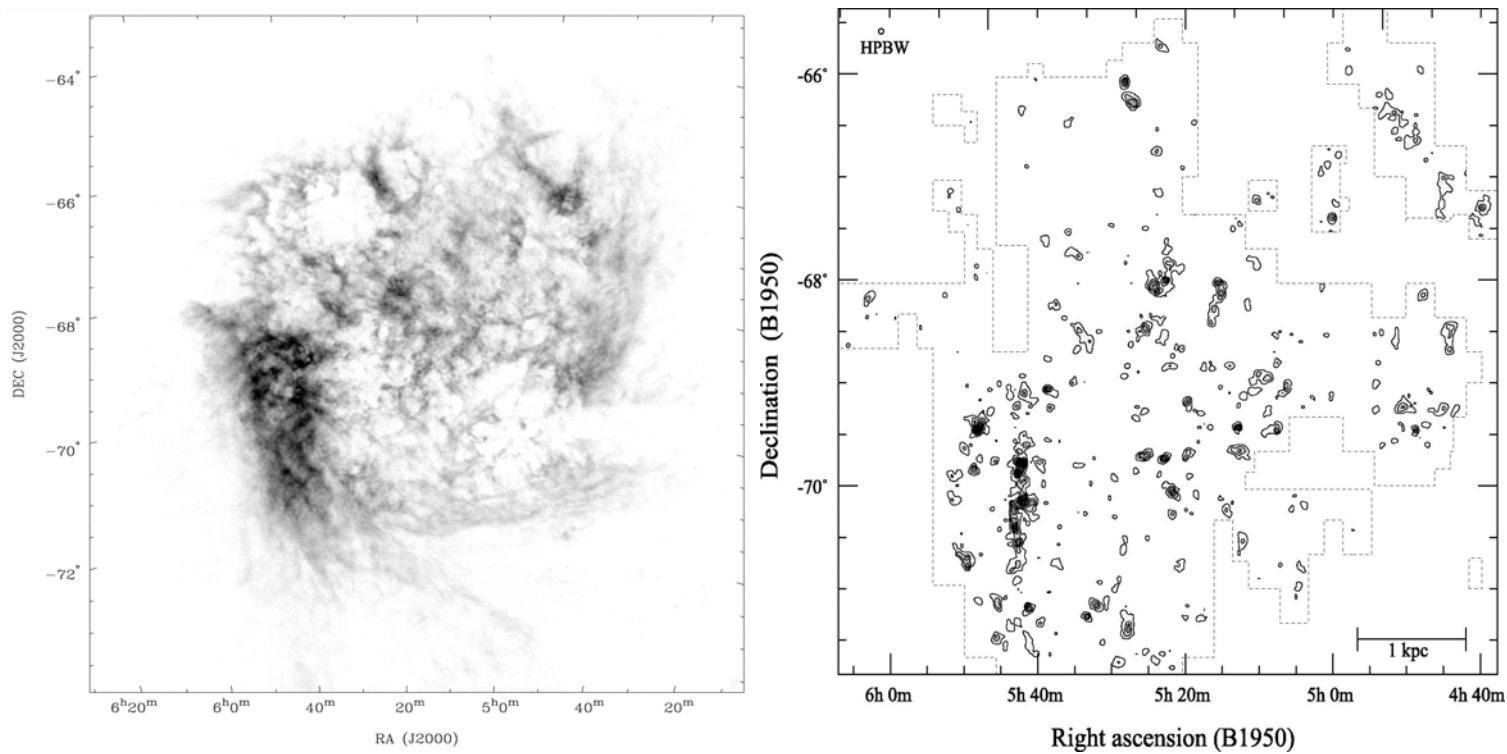 −64°
−66°
−68°
−70°
−72°
DEC (J2000)
6ʰ20ᵐ 6ʰ0ᵐ 40ᵐ 20ᵐ 5ʰ0ᵐ 40ᵐ 20ᵐ
RA (J2000)
HPBW
-66°
-68°
-70°
Declination (B1950)
1 kpc
6h 0m 5h 40m 5h 20m 5h 0m 4h 40m
Right ascension (B1950)